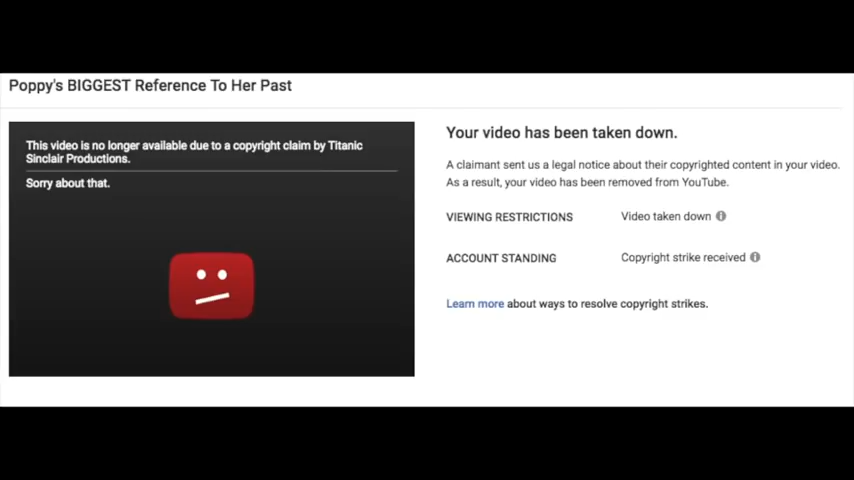 Poppy's BIGGEST Reference To Her Past
This video is no longer available due to a copyright claim by Titanic
Sinclair Productions.
Sorry about that.
Your video has been taken down.
A claimant sent us a legal notice about their copyrighted content in your video.
As a result, your video has been removed from YouTube.
VIEWING RESTRICTIONS Video taken down
ACCOUNT STANDING Copyright strike received
Learn more about ways to resolve copyright strikes.